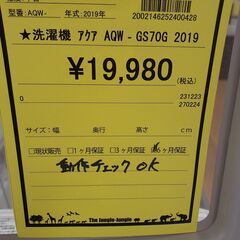 型番:AQW- 年式:2019年
2002146252400428
★洗濯機 アクア AQW-GS70G 2019
¥19,980
(税込)
0
231223
270224
★サイズ:幅 奥行 高さ cm
□現状販売 □1ヶ月保証 □3ヶ月保証 □6ヶ月保証
動作チェック OK
The Jungle-Jungle